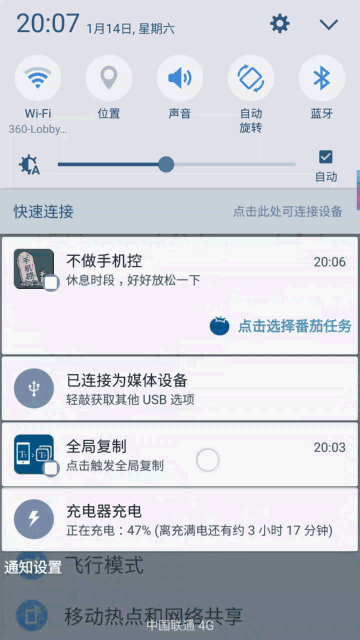 20:07 1月14日, 星期六
Wi-Fi 位置 声音 自动旋转 蓝牙
360-Lobby...
A 自动
快速连接 点击此处可连接设备
手机控
不做手机控 20:06
休息时段，好好放松一下
点击选择番茄任务
已连接为媒体设备
轻敲获取其他 USB 选项
全局复制 20:03
点击触发全局复制
充电器充电
正在充电：47% (离充满电还有约 3 小时 17 分钟)
通知设置 飞行模式
移动热点和网络共享
中国联通 4G